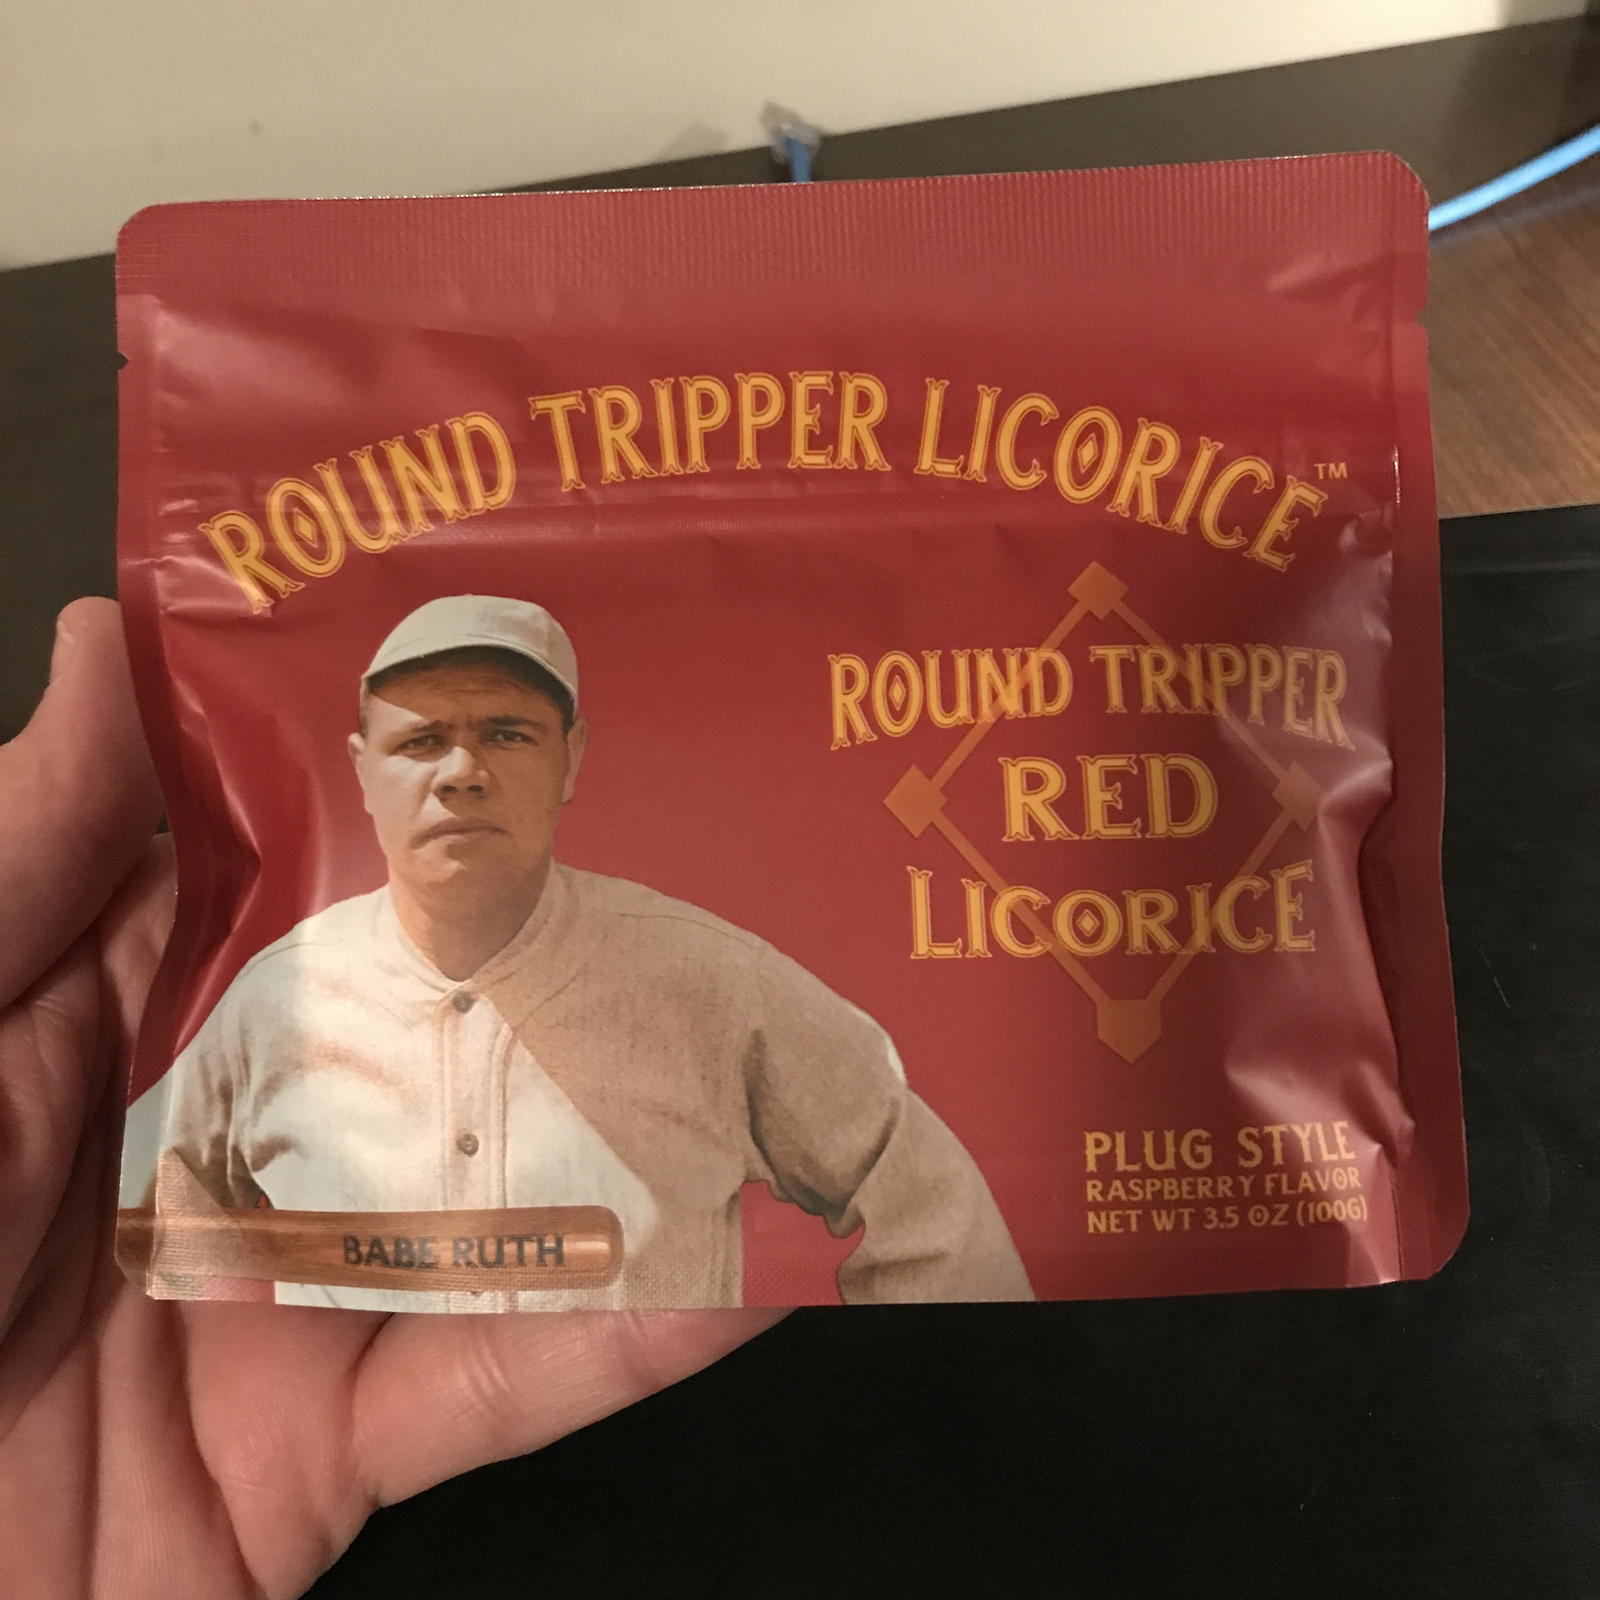 ROUND TRIPPER LICORICE™
ROUND TRIPPER
RED
LICORICE
PLUG STYLE
RASPBERRY FLAVOR
NET WT 3.5 OZ (100G)
BABE RUTH